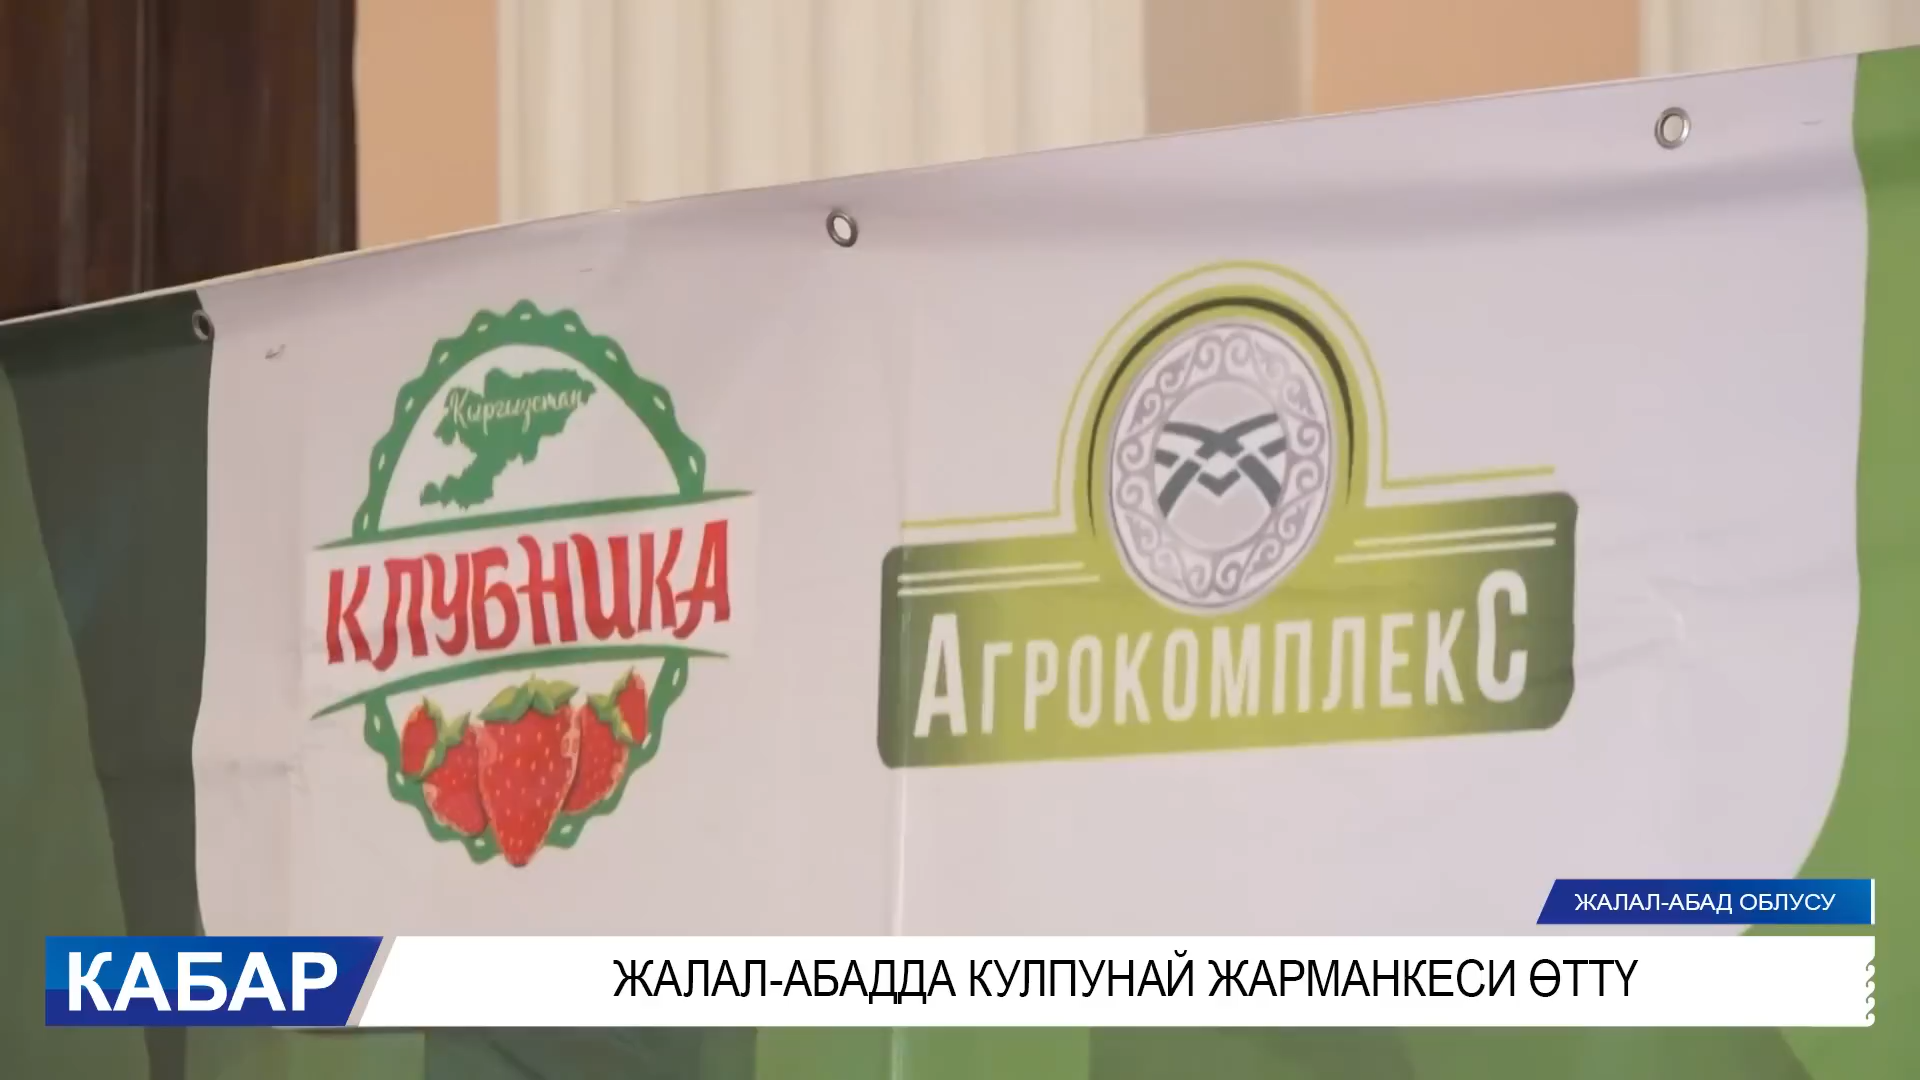 Кыргызстан
КЛУБНИКА
АГРОКОМПЛЕКС
ЖАЛАЛ-АБАД ОБЛУСУ
КАБАР
ЖАЛАЛ-АБАДДА КУЛПУНАЙ ЖАРМАНКЕСИ ӨТТҮ